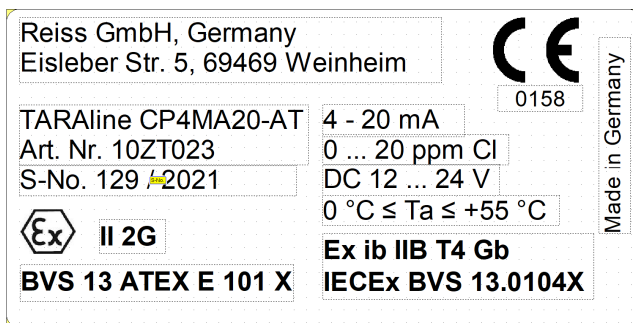 Reiss GmbH, Germany
Eisleber Str. 5, 69469 Weinheim
CE
0158
Made in Germany
TARAline CP4MA20-AT
Art. Nr. 10ZT023
S-No. 129 / 2021
S-No.
4 - 20 mA
0 ... 20 ppm Cl
DC 12 ... 24 V
0 °C ≤ Ta ≤ +55 °C
Ex II 2G
BVS 13 ATEX E 101 X
Ex ib IIB T4 Gb
IECEx BVS 13.0104X